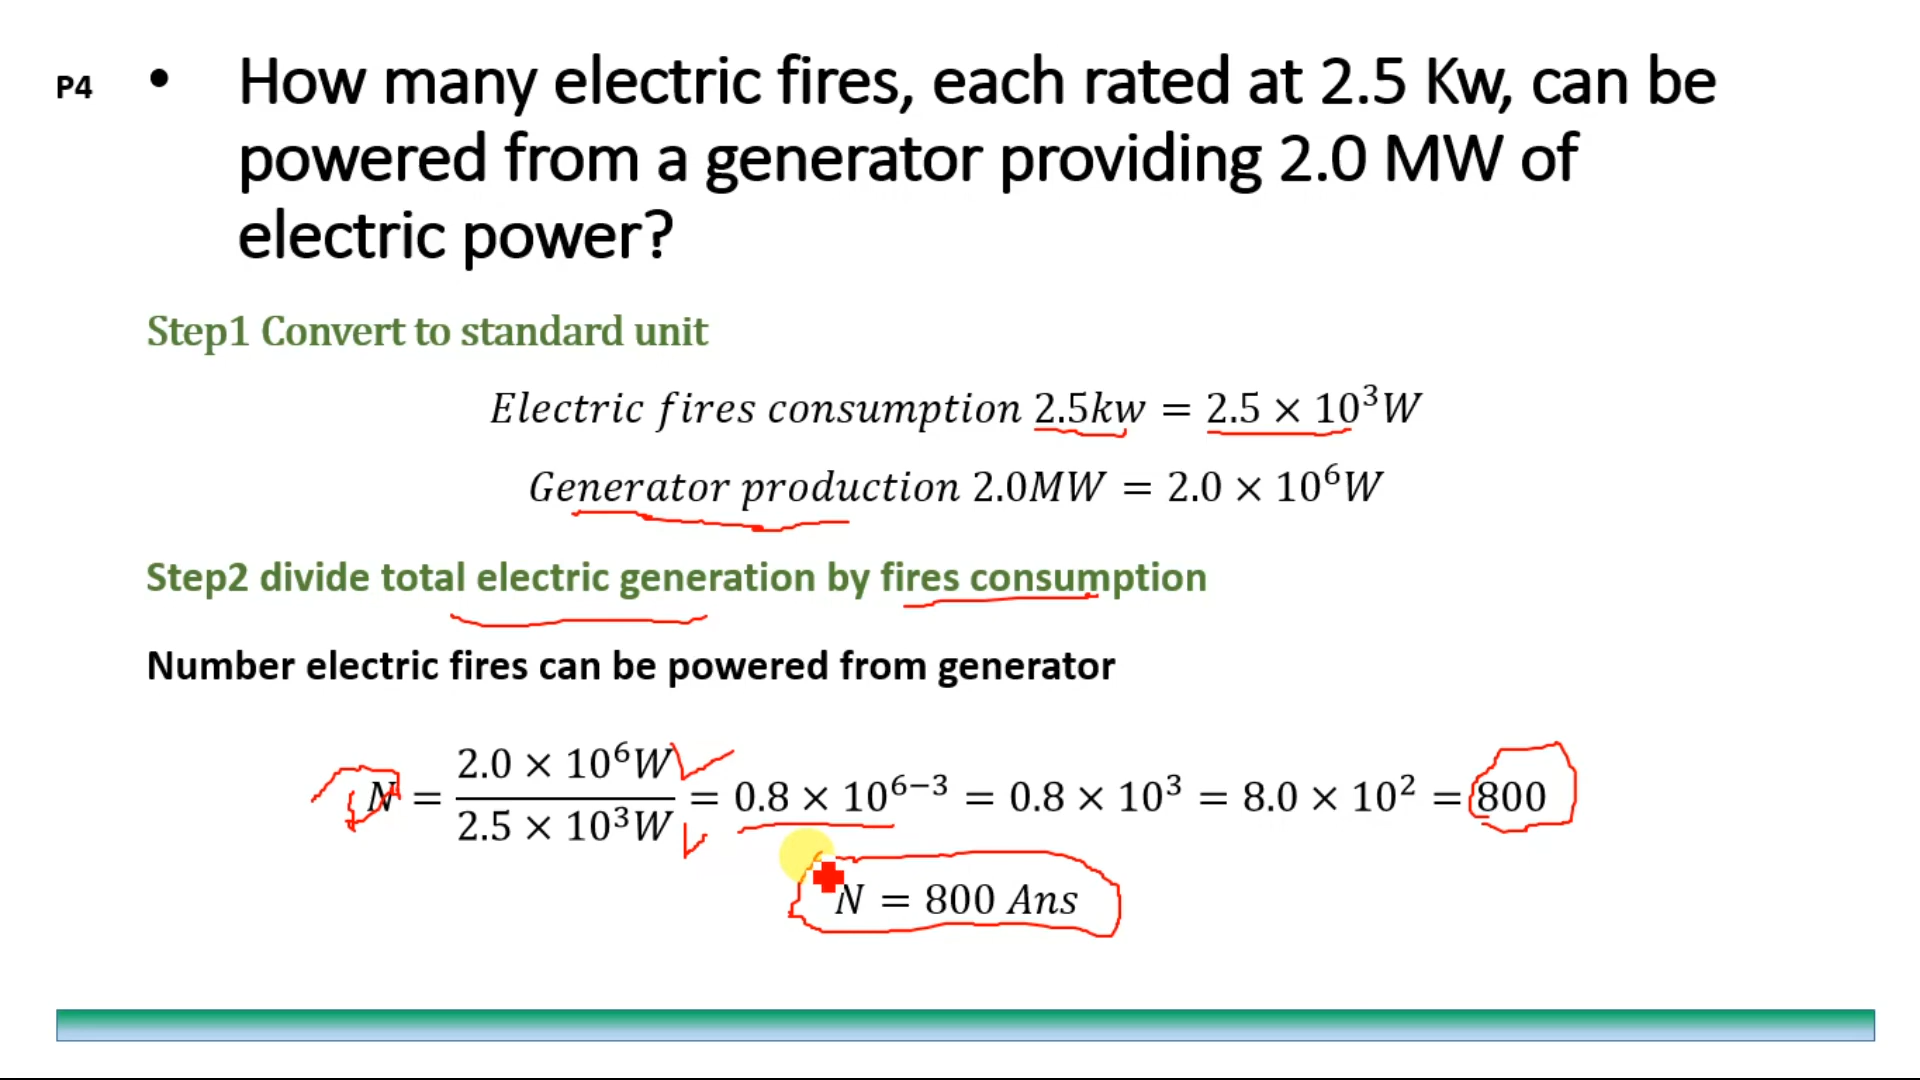 P4
• How many electric fires, each rated at 2.5 Kw, can be
powered from a generator providing 2.0 MW of
electric power?
Step1 Convert to standard unit
Electric fires consumption 2.5kw = 2.5 × 10³W
Generator production 2.0MW = 2.0 × 10⁶W
Step2 divide total electric generation by fires consumption
Number electric fires can be powered from generator
N = 2.0 × 10⁶W / 2.5 × 10³W = 0.8 × 10⁶⁻³ = 0.8 × 10³ = 8.0 × 10² = 800
N = 800 Ans